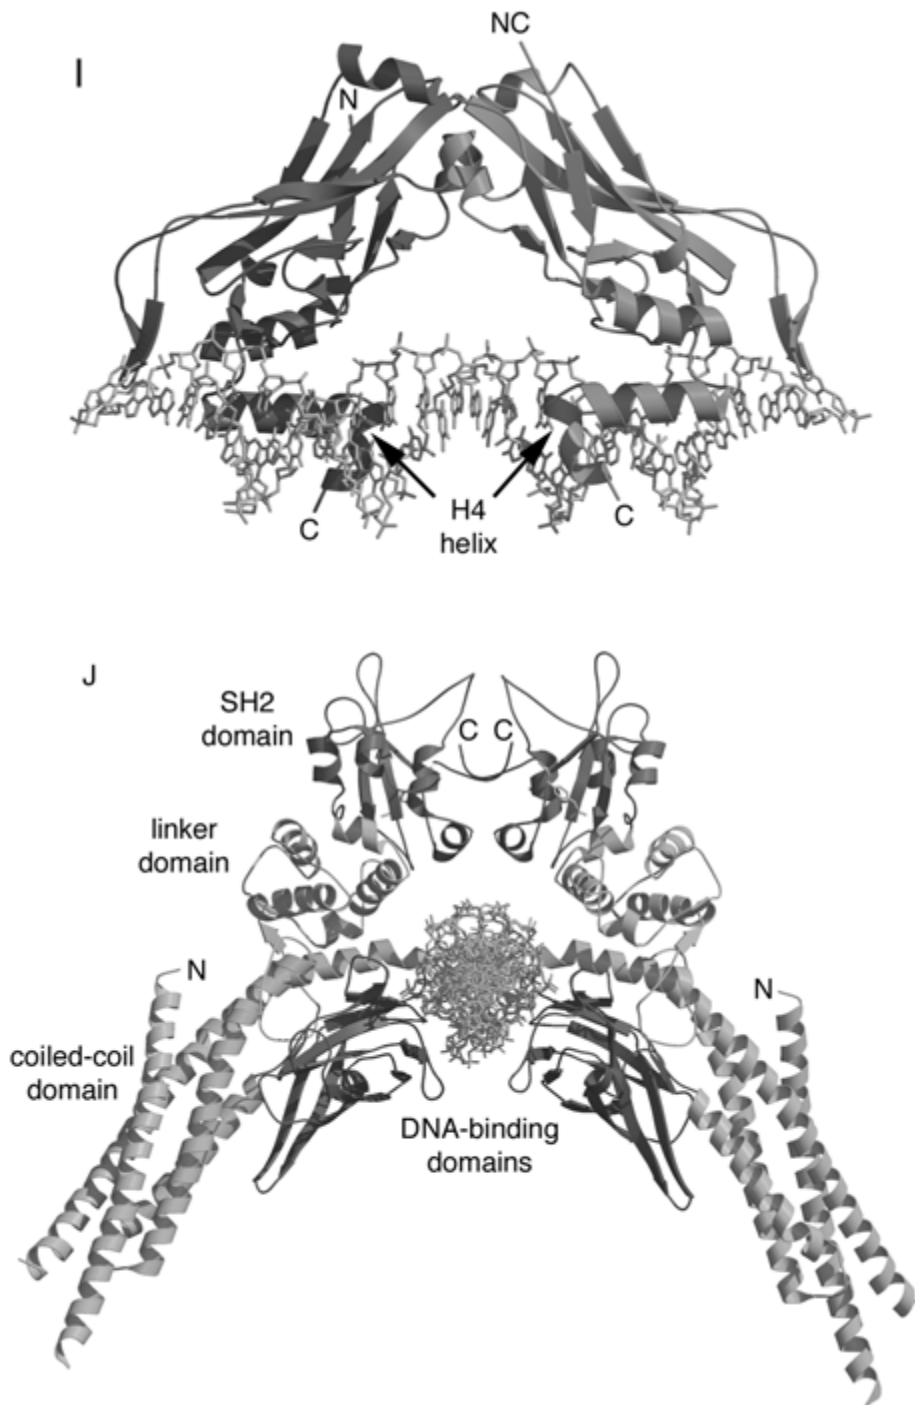 I
NC
N
C
H4
helix
C
J
SH2
domain
C
C
linker
domain
N
N
coiled-coil
domain
DNA-binding
domains